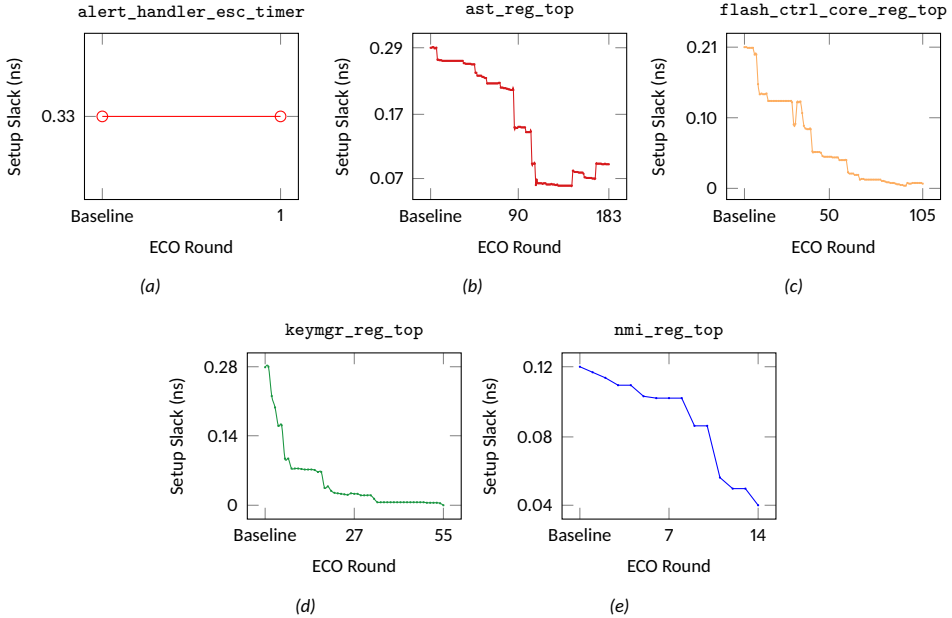 alert_handler_esc_timer
Setup Slack (ns)
0.33
Baseline 1
ECO Round
(a)
ast_reg_top
Setup Slack (ns)
0.29
0.17
0.07
Baseline 90 183
ECO Round
(b)
flash_ctrl_core_reg_top
Setup Slack (ns)
0.21
0.10
0
Baseline 50 105
ECO Round
(c)
keymgr_reg_top
Setup Slack (ns)
0.28
0.14
0
Baseline 27 55
ECO Round
(d)
nmi_reg_top
Setup Slack (ns)
0.12
0.08
0.04
Baseline 7 14
ECO Round
(e)